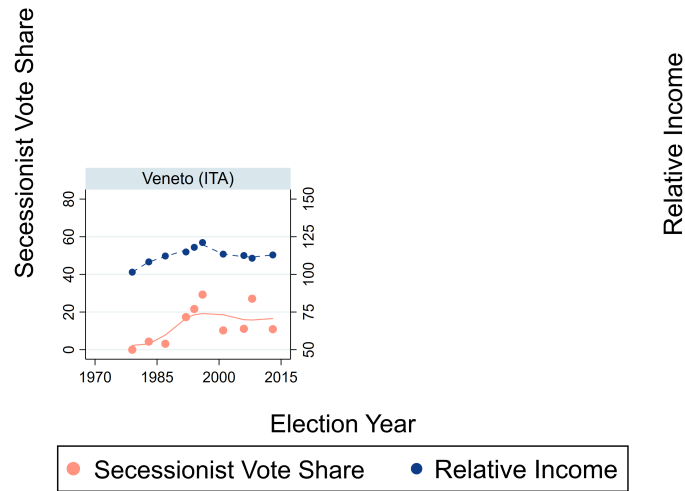 Secessionist Vote Share
Relative Income
Veneto (ITA)
80
60
40
20
0
150
125
100
75
50
1970 1985 2000 2015
Election Year
Secessionist Vote Share Relative Income